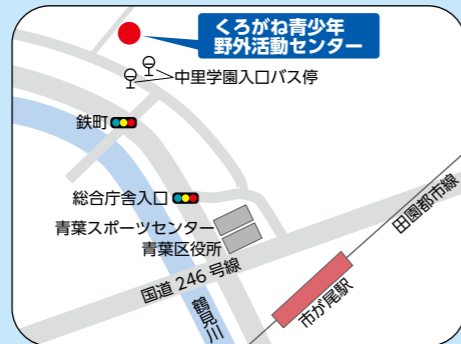 くろがね青少年
野外活動センター
中里学園入口バス停
鉄町
総合庁舎入口
青葉スポーツセンター
青葉区役所
国道 246 号線
鶴見川
市が尾駅
田園都市線